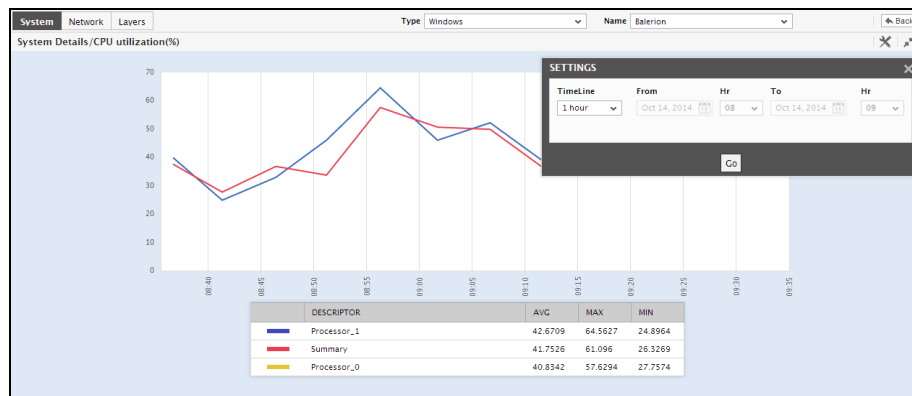 System Network Layers Type Windows Name Balerion Back
System Details/CPU utilization(%)
SETTINGS
TimeLine From Hr To Hr
1 hour Oct 14, 2014 08 Oct 14, 2014 09
Go
70
60
50
40
30
20
10
0
08:40 08:45 08:50 08:55 09:00 09:05 09:10 09:15 09:20 09:25 09:30 09:35
DESCRIPTOR AVG MAX MIN
Processor_1 42.6709 64.5627 24.8964
Summary 41.7526 61.096 26.3269
Processor_0 40.8342 57.6294 27.7574